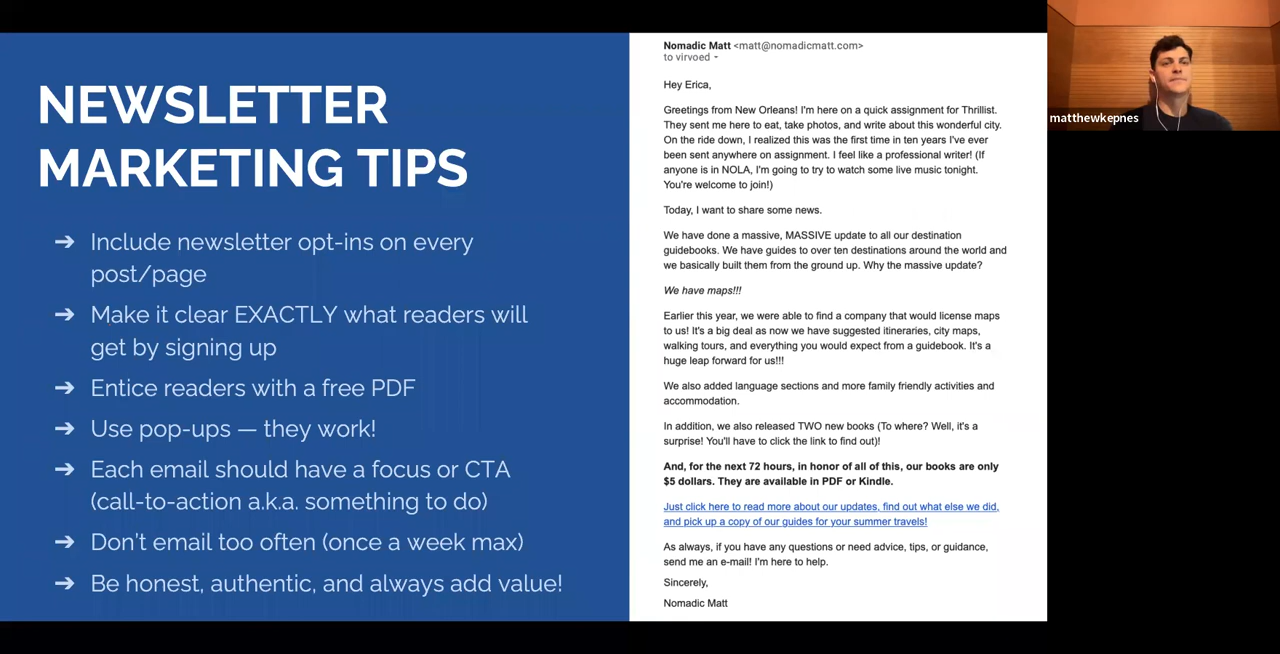 NEWSLETTER
MARKETING TIPS
➔ Include newsletter opt-ins on every
post/page
➔ Make it clear EXACTLY what readers will
get by signing up
➔ Entice readers with a free PDF
➔ Use pop-ups — they work!
➔ Each email should have a focus or CTA
(call-to-action a.k.a. something to do)
➔ Don't email too often (once a week max)
➔ Be honest, authentic, and always add value!
Nomadic Matt <matt@nomadicmatt.com>
to virvoed
Hey Erica,
Greetings from New Orleans! I'm here on a quick assignment for Thrillist.
They sent me here to eat, take photos, and write about this wonderful city.
On the ride down, I realized this was the first time in ten years I've ever
been sent anywhere on assignment. I feel like a professional writer! (If
anyone is in NOLA, I'm going to try to watch some live music tonight.
You're welcome to join!)
Today, I want to share some news.
We have done a massive, MASSIVE update to all our destination
guidebooks. We have guides to over ten destinations around the world and
we basically built them from the ground up. Why the massive update?
We have maps!!!
Earlier this year, we were able to find a company that would license maps
to us! It's a big deal as now we have suggested itineraries, city maps,
walking tours, and everything you would expect from a guidebook. It's a
huge leap forward for us!!!
We also added language sections and more family friendly activities and
accommodation.
In addition, we also released TWO new books (To where? Well, it's a
surprise! You'll have to click the link to find out)!
And, for the next 72 hours, in honor of all of this, our books are only
$5 dollars. They are available in PDF or Kindle.
Just click here to read more about our updates, find out what else we did,
and pick up a copy of our guides for your summer travels!
As always, if you have any questions or need advice, tips, or guidance,
send me an e-mail! I'm here to help.
Sincerely,
Nomadic Matt
matthewkepnes